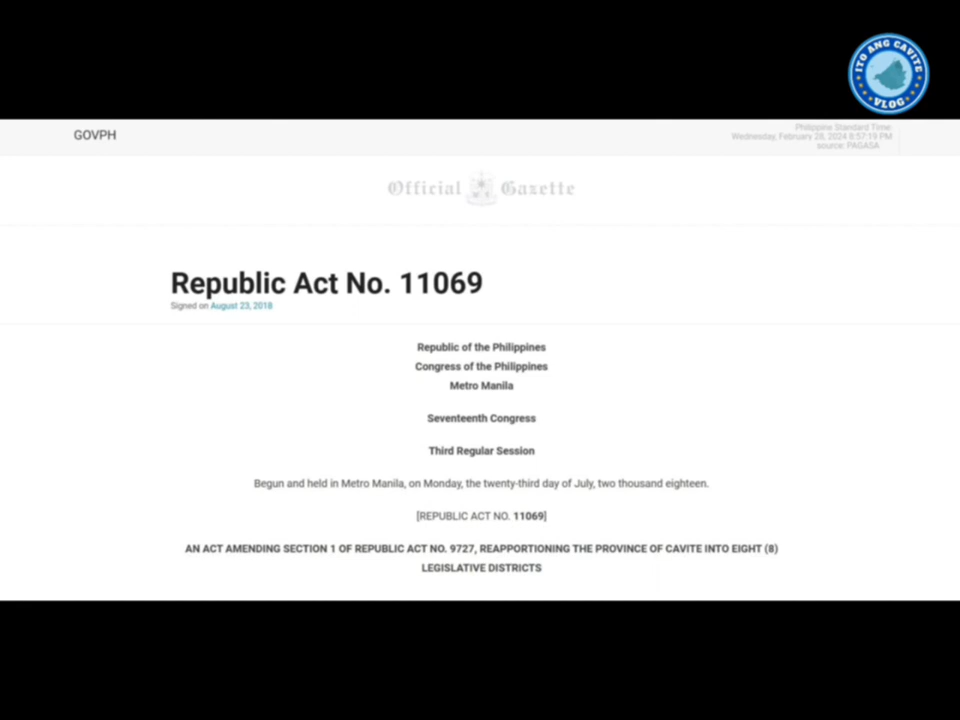 ITO ANG CAVITE
VLOG
GOVPH
Philippine Standard Time:
Wednesday, February 28, 2024 8:57:19 PM
source: PAGASA
Official Gazette
Republic Act No. 11069
Signed on August 23, 2018
Republic of the Philippines
Congress of the Philippines
Metro Manila
Seventeenth Congress
Third Regular Session
Begun and held in Metro Manila, on Monday, the twenty-third day of July, two thousand eighteen.
[REPUBLIC ACT NO. 11069]
AN ACT AMENDING SECTION 1 OF REPUBLIC ACT NO. 9727, REAPPORTIONING THE PROVINCE OF CAVITE INTO EIGHT (8)
LEGISLATIVE DISTRICTS